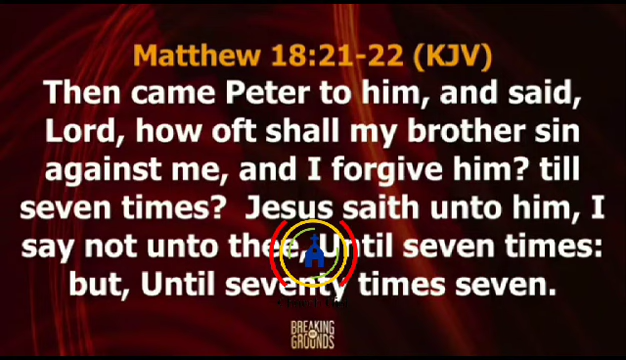 Matthew 18:21-22 (KJV)
Then came Peter to him, and said,
Lord, how oft shall my brother sin
against me, and I forgive him? till
seven times?  Jesus saith unto him, I
say not unto thee, Until seven times:
but, Until seventy times seven.
BREAKING
GROUNDS